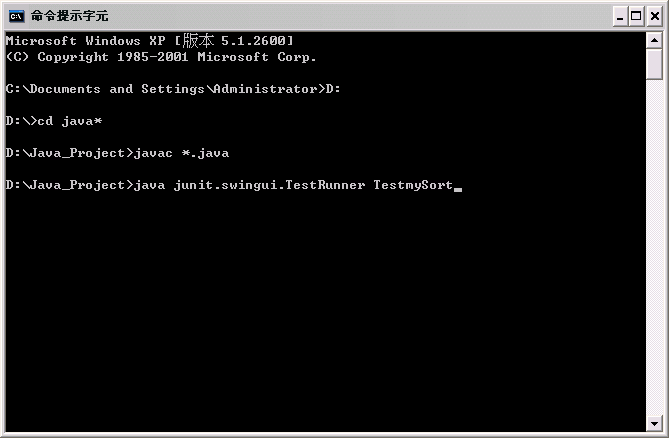 命令提示字元
Microsoft Windows XP [版本 5.1.2600]
(C) Copyright 1985-2001 Microsoft Corp.
C:\Documents and Settings\Administrator>D:
D:\>cd java*
D:\Java_Project>javac *.java
D:\Java_Project>java junit.swingui.TestRunner TestmySort_